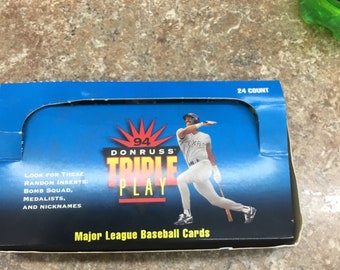 24 COUNT
94
DONRUSS
TRIPLE
PLAY
LOOK FOR THESE
RANDOM INSERTS:
BOMB SQUAD,
MEDALISTS,
AND NICKNAMES
Major League Baseball Cards